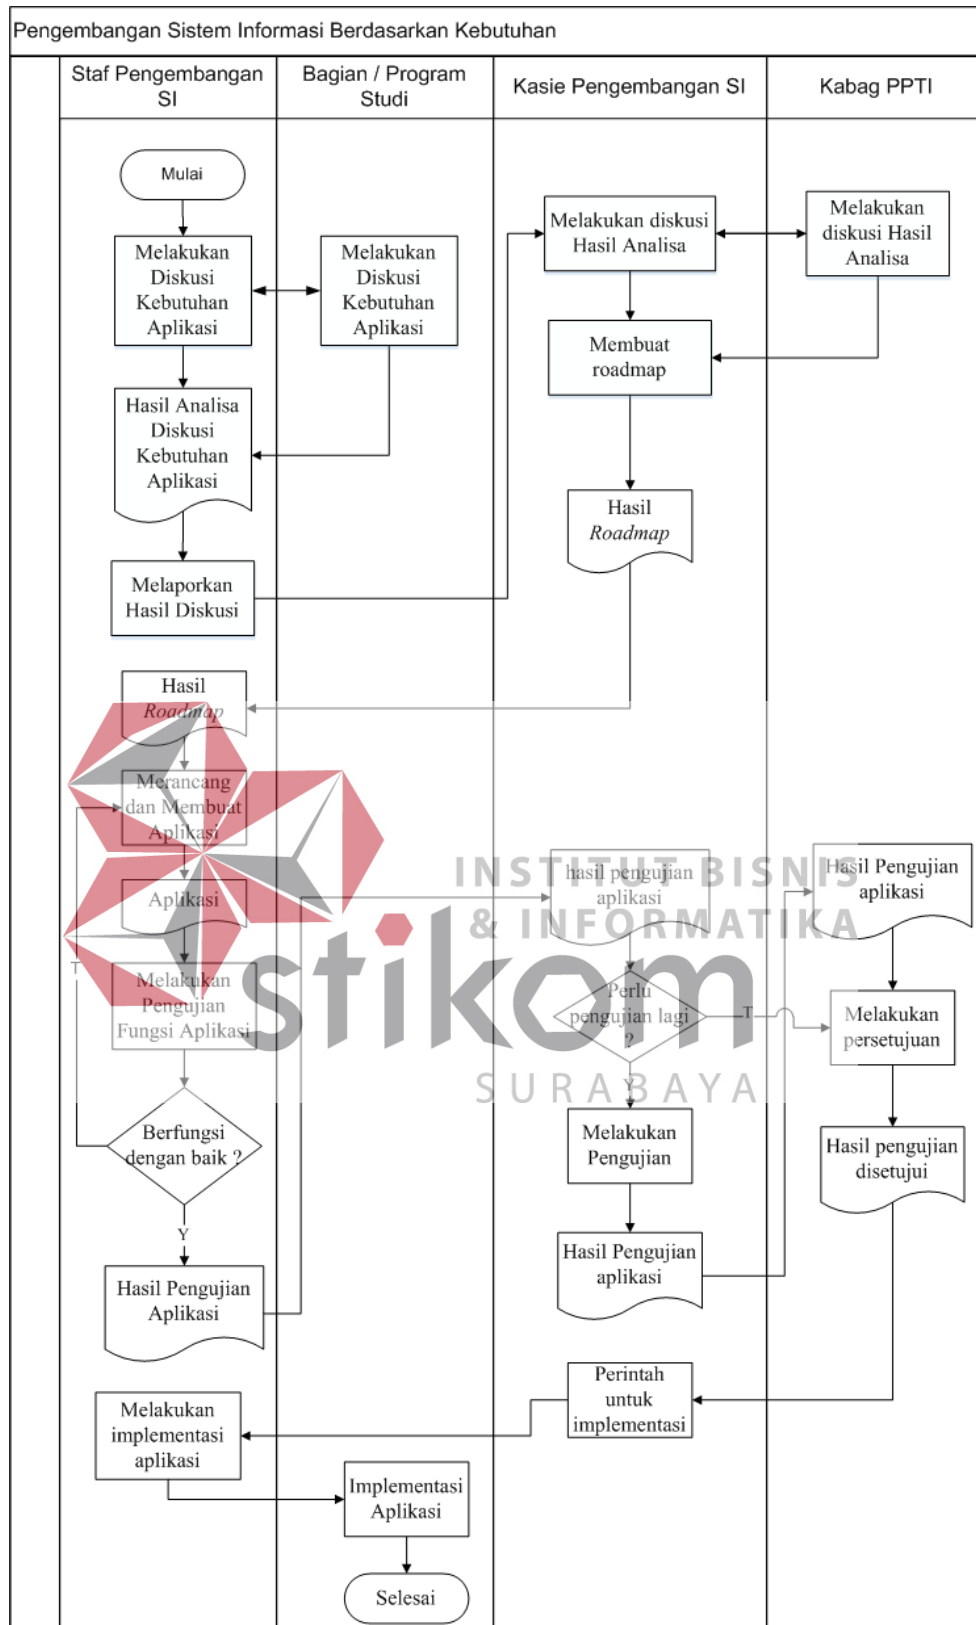 Pengembangan Sistem Informasi Berdasarkan Kebutuhan
Staf Pengembangan
SI
Bagian / Program
Studi
Kasie Pengembangan SI
Kabag PPTI
Mulai
Melakukan
Diskusi
Kebutuhan
Aplikasi
Melakukan
Diskusi
Kebutuhan
Aplikasi
Melakukan diskusi
Hasil Analisa
Melakukan
diskusi Hasil
Analisa
Membuat
roadmap
Hasil Analisa
Diskusi
Kebutuhan
Aplikasi
Hasil
Roadmap
Melaporkan
Hasil Diskusi
Hasil
Roadmap
Merancang
dan Membuat
Aplikasi
Aplikasi
hasil pengujian
aplikasi
Hasil Pengujian
aplikasi
INSTITUT BISNIS
& INFORMATIKA
stikom
SURABAYA
T
Melakukan
Pengujian
Fungsi Aplikasi
Perlu
pengujian lagi
?
T
Melakukan
persetujuan
Y
Berfungsi
dengan baik ?
Melakukan
Pengujian
Hasil pengujian
disetujui
Y
Hasil Pengujian
Aplikasi
Hasil Pengujian
aplikasi
Perintah
untuk
implementasi
Melakukan
implementasi
aplikasi
Implementasi
Aplikasi
Selesai